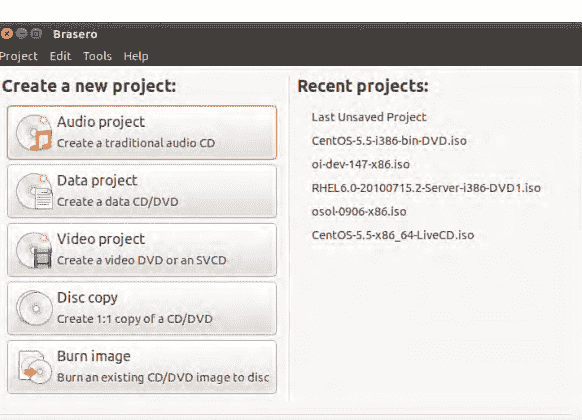 Brasero
Project Edit Tools Help
Create a new project:
Audio project
Create a traditional audio CD
Data project
Create a data CD/DVD
Video project
Create a video DVD or an SVCD
Disc copy
Create 1:1 copy of a CD/DVD
Burn image
Burn an existing CD/DVD image to disc
Recent projects:
Last Unsaved Project
CentOS-5.5-i386-bin-DVD.iso
oi-dev-147-x86.iso
RHEL6.0-20100715.2-Server-i386-DVD1.iso
osol-0906-x86.iso
CentOS-5.5-x86_64-LiveCD.iso